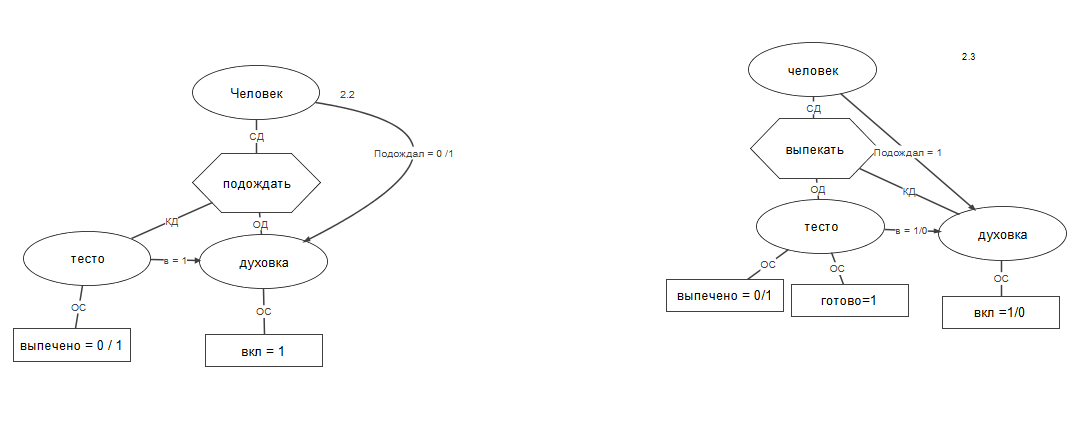 Человек
2.2
СД
Подождал = 0 /1
подождать
КД
ОД
тесто
в = 1
духовка
ОС
ОС
выпечено = 0 / 1
вкл = 1
2.3
человек
СД
выпекать
Подождал = 1
ОД
КД
тесто
в = 1/0
духовка
ОС
ОС
ОС
выпечено = 0/1
готово=1
вкл =1/0